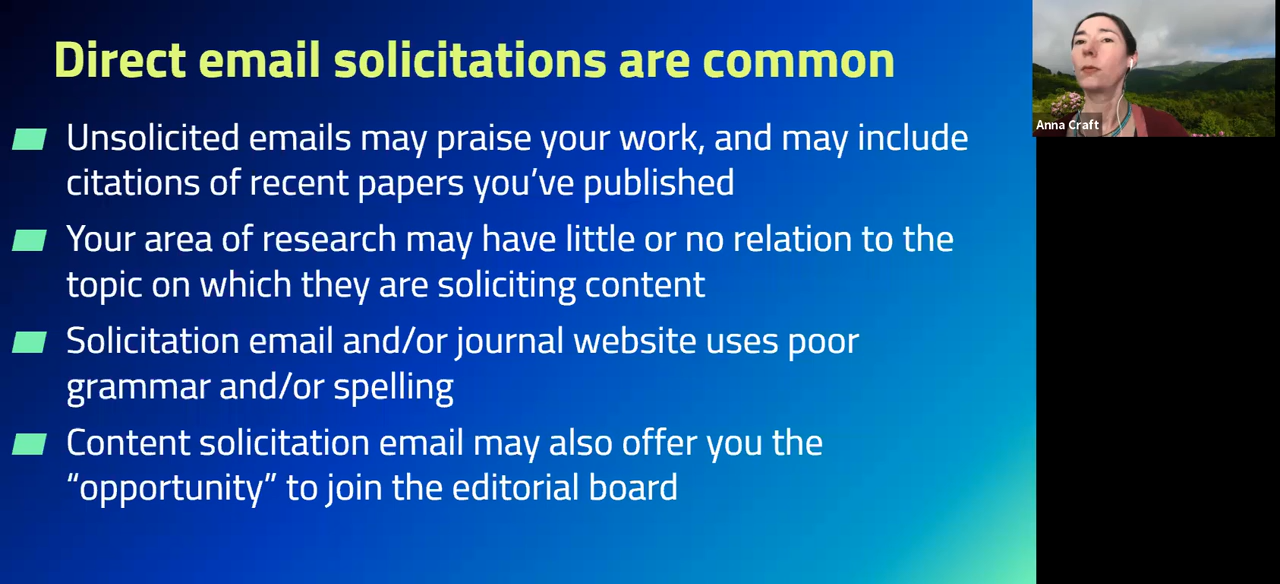 Direct email solicitations are common
Unsolicited emails may praise your work, and may include
citations of recent papers you’ve published
Your area of research may have little or no relation to the
topic on which they are soliciting content
Solicitation email and/or journal website uses poor
grammar and/or spelling
Content solicitation email may also offer you the
“opportunity” to join the editorial board
Anna Craft